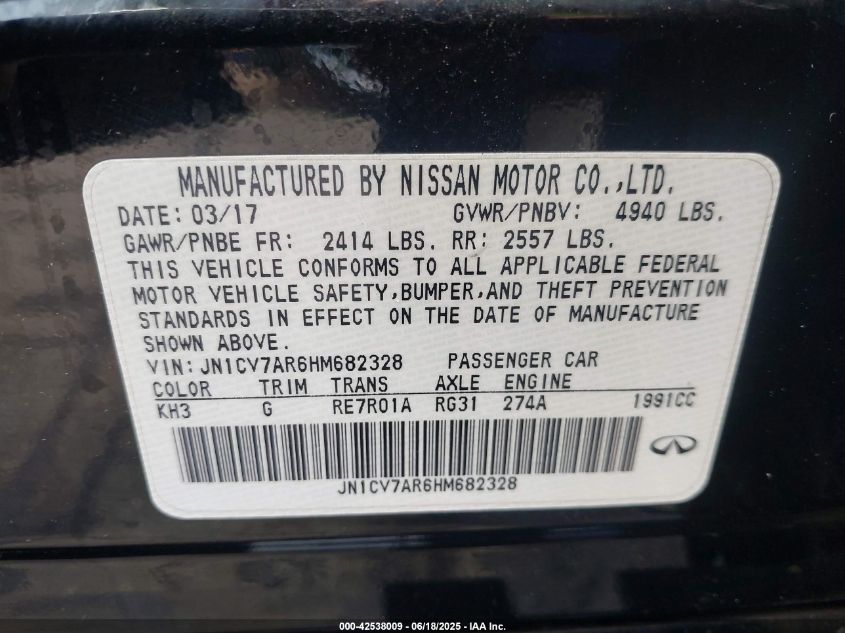 MANUFACTURED BY NISSAN MOTOR CO.,LTD.
DATE: 03/17 GVWR/PNBV: 4940 LBS.
GAWR/PNBE FR: 2414 LBS. RR: 2557 LBS.
THIS VEHICLE CONFORMS TO ALL APPLICABLE FEDERAL
MOTOR VEHICLE SAFETY,BUMPER,AND THEFT PREVENTION
STANDARDS IN EFFECT ON THE DATE OF MANUFACTURE
SHOWN ABOVE.
VIN: JN1CV7AR6HM682328 PASSENGER CAR
COLOR TRIM TRANS AXLE ENGINE
KH3 G RE7R01A RG31 274A 1991CC
JN1CV7AR6HM682328
000-42538009 - 06/18/2025 - IAA Inc.